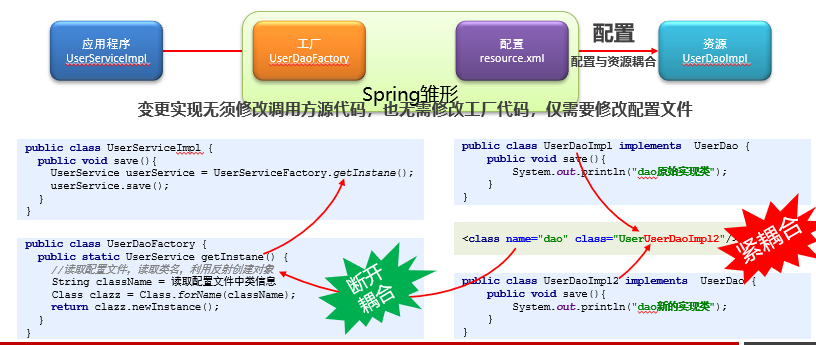 应用程序
UserServiceImpl
工厂
UserDaoFactory
配置
resource.xml
配置
配置与资源耦合
资源
UserDaoImpl
Spring雏形
变更实现无须修改调用方源代码，也无需修改工厂代码，仅需要修改配置文件
public class UserServiceImpl {
public void save(){
UserService userService = UserServiceFactory.getInstane();
userService.save();
}
}
public class UserDaoFactory {
public static UserService getInstane() {
//读取配置文件，读取类名，利用反射创建对象
String className = 读取配置文件中类信息
Class clazz = Class.forName(className);
return clazz.newInstance();
}
}
断开
耦合
public class UserDaoImpl implements UserDao {
public void save(){
System.out.println("dao原始实现类");
}
}
<class name="dao" class="UserUserDaoImpl2"/>
紧耦合
public class UserDaoImpl2 implements UserDao {
public void save(){
System.out.println("dao新的实现类");
}
}